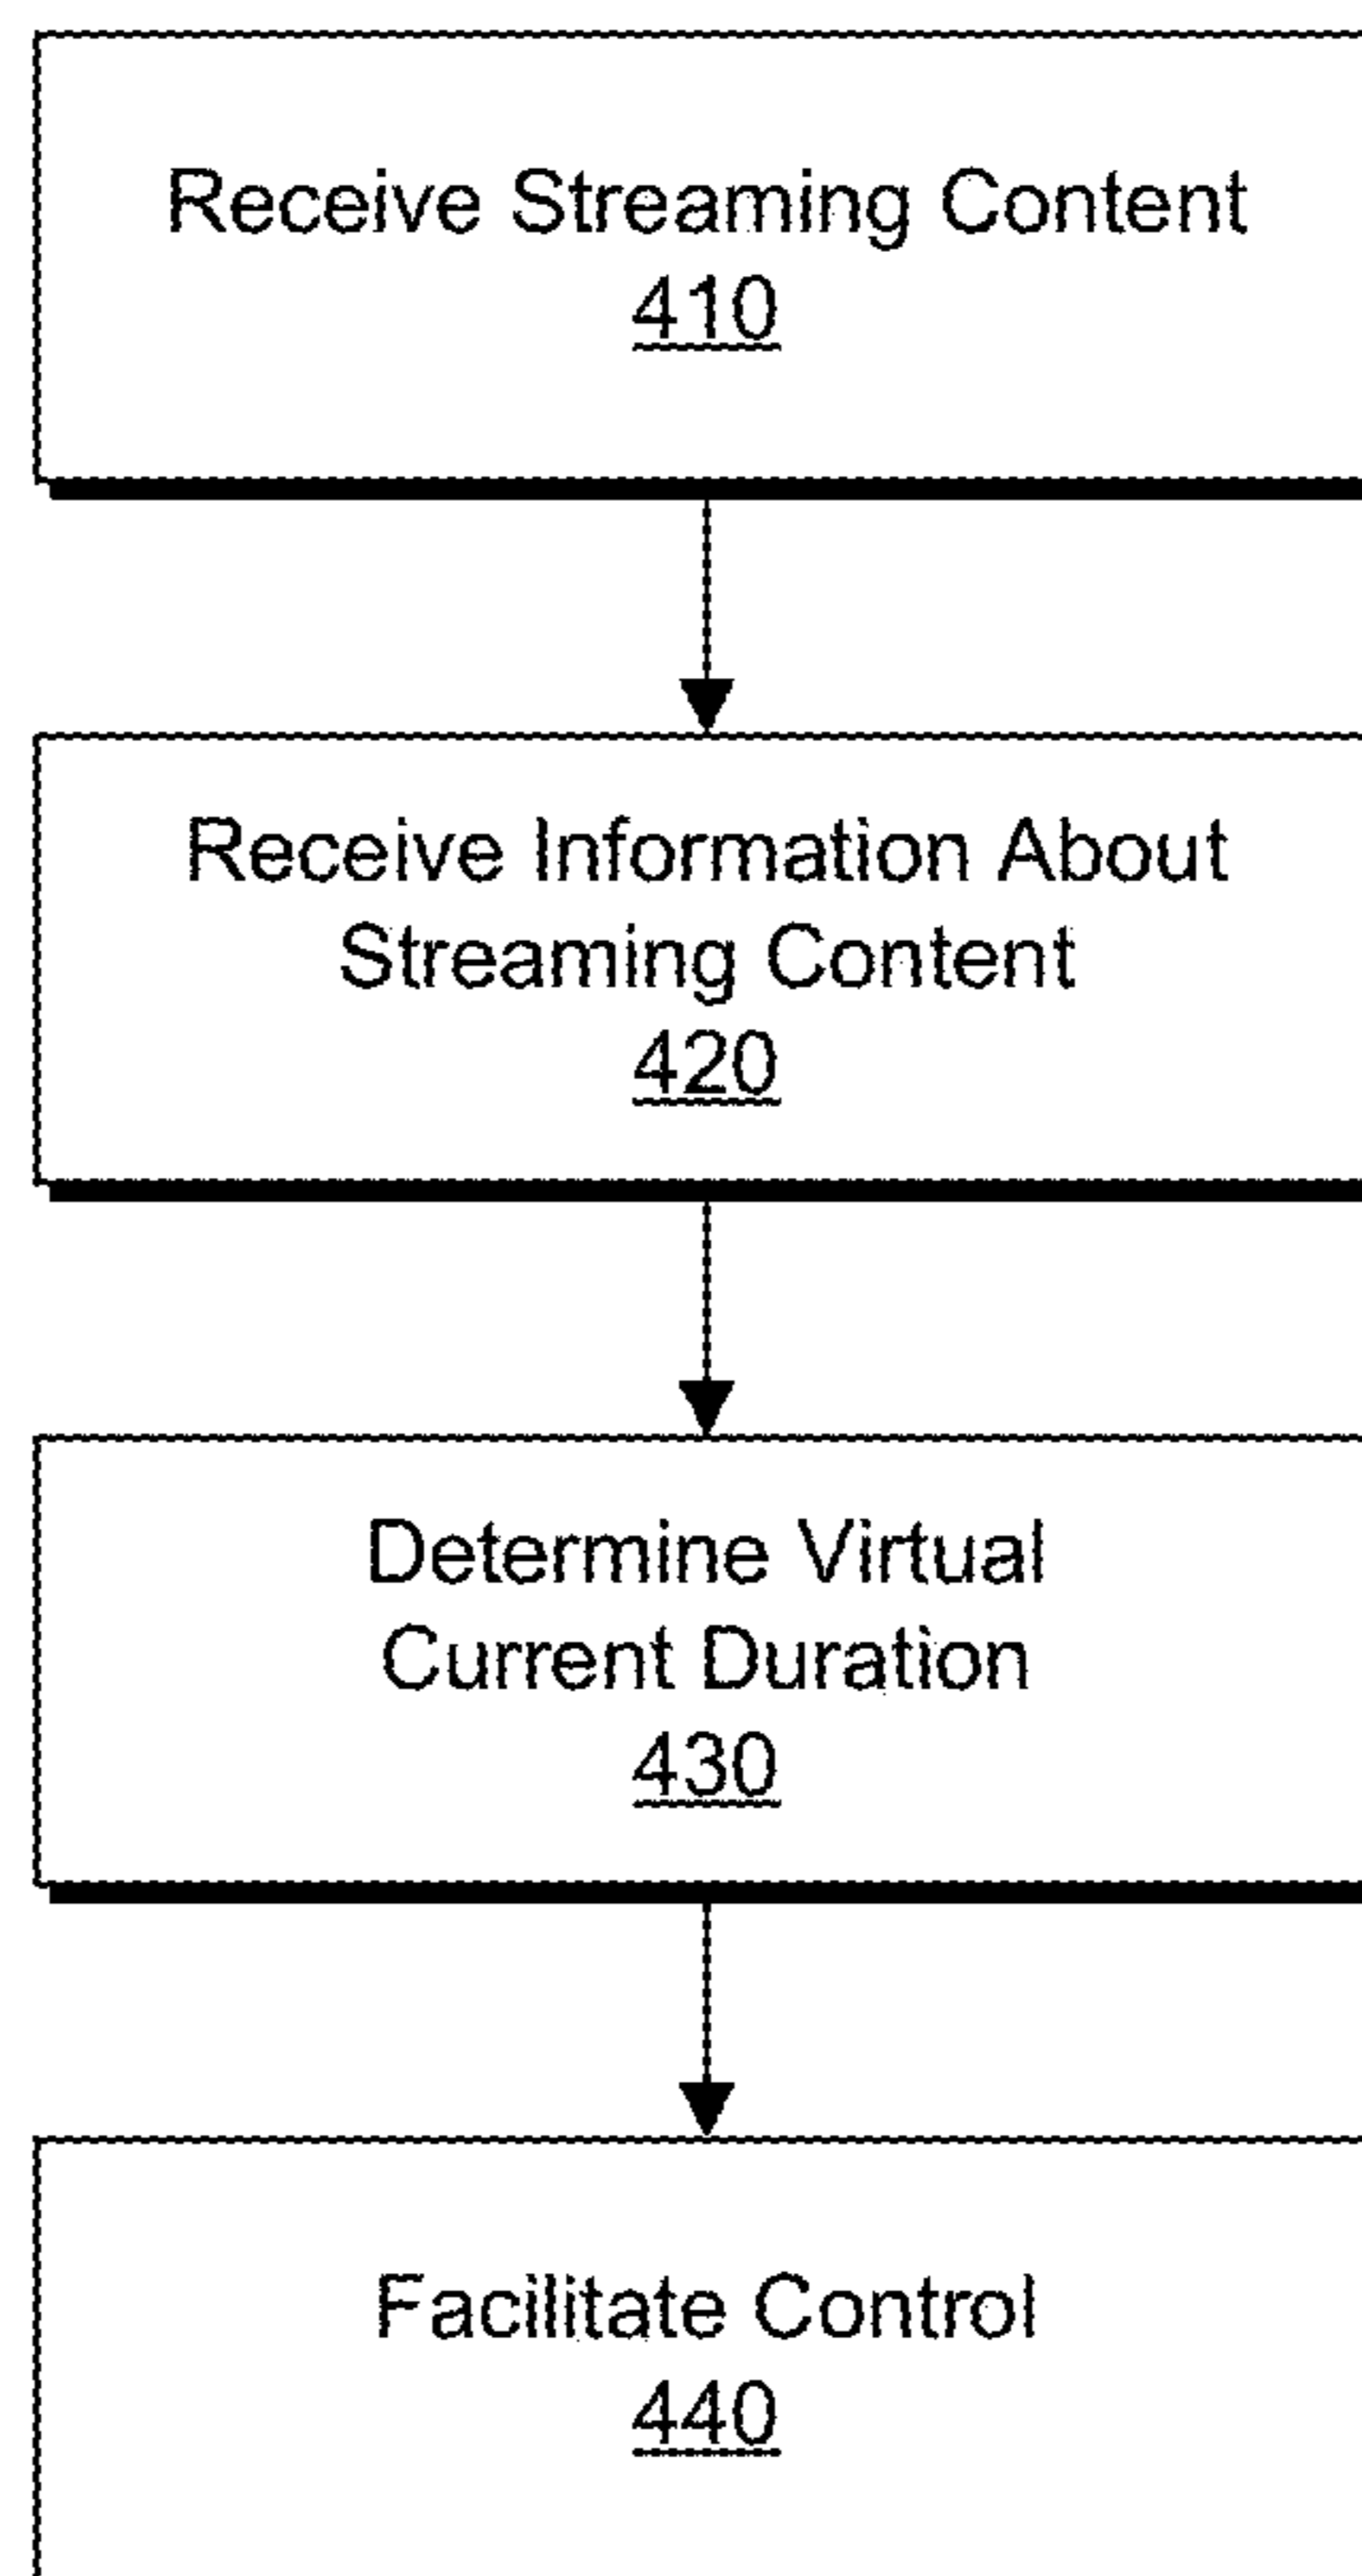 Receive Streaming Content
410
Receive Information About
Streaming Content
420
Determine Virtual
Current Duration
430
Facilitate Control
440